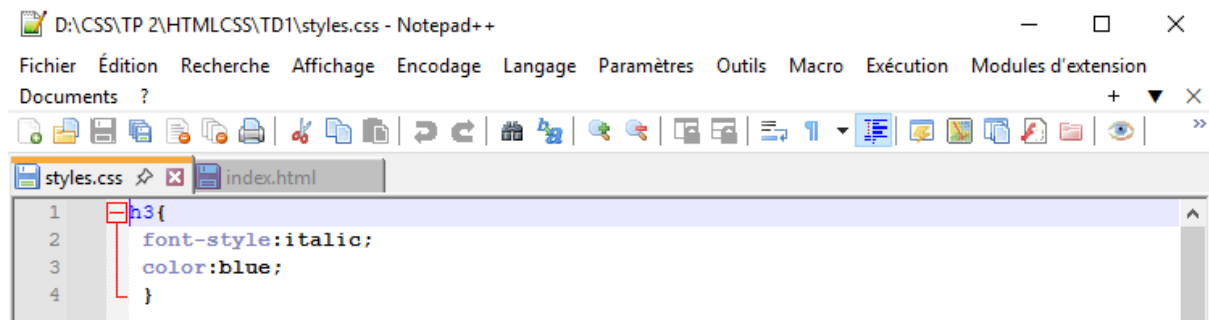 D:\CSS\TP 2\HTMLCSS\TD1\styles.css - Notepad++
Fichier Édition Recherche Affichage Encodage Langage Paramètres Outils Macro Exécution Modules d'extension
Documents ?
styles.css index.html
1 h3{
2 font-style:italic;
3 color:blue;
4 }